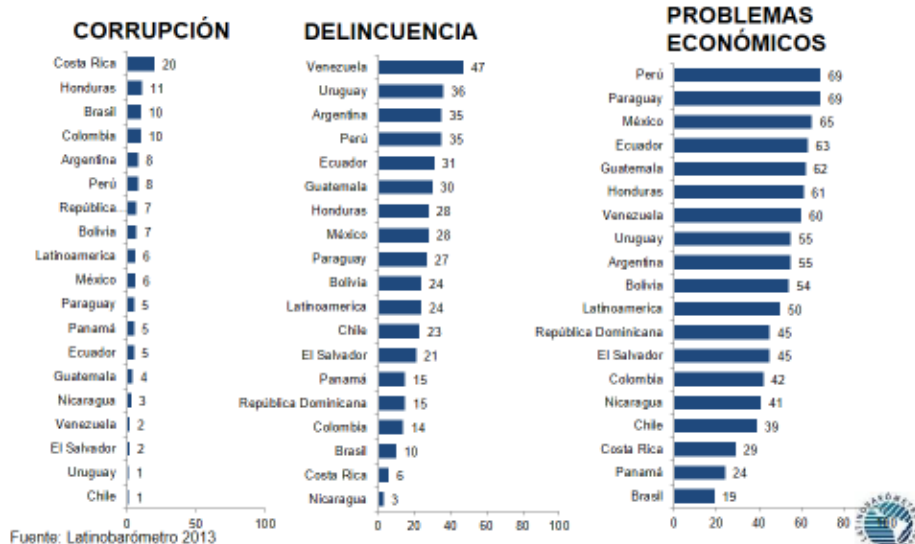 CORRUPCIÓN
Costa Rica 20
Honduras 11
Brasil 10
Colombia 10
Argentina 8
Perú 8
República 7
Bolivia 7
Latinoamerica 6
México 6
Paraguay 5
Panamá 5
Ecuador 5
Guatemala 4
Nicaragua 3
Venezuela 2
El Salvador 2
Uruguay 1
Chile 1
0 50 100
DELINCUENCIA
Venezuela 47
Uruguay 36
Argentina 35
Perú 35
Ecuador 31
Guatemala 30
Honduras 28
México 28
Paraguay 27
Bolivia 24
Latinoamerica 24
Chile 23
El Salvador 21
Panamá 15
República Dominicana 15
Colombia 14
Brasil 10
Costa Rica 6
Nicaragua 3
0 20 40 60 80 100
PROBLEMAS
ECONÓMICOS
Perú 69
Paraguay 69
México 65
Ecuador 63
Guatemala 62
Honduras 61
Venezuela 60
Uruguay 55
Argentina 55
Bolivia 54
Latinoamerica 50
República Dominicana 45
El Salvador 45
Colombia 42
Nicaragua 41
Chile 39
Costa Rica 29
Panamá 24
Brasil 19
0 20 40 60 80 100
Fuente: Latinobarómetro 2013